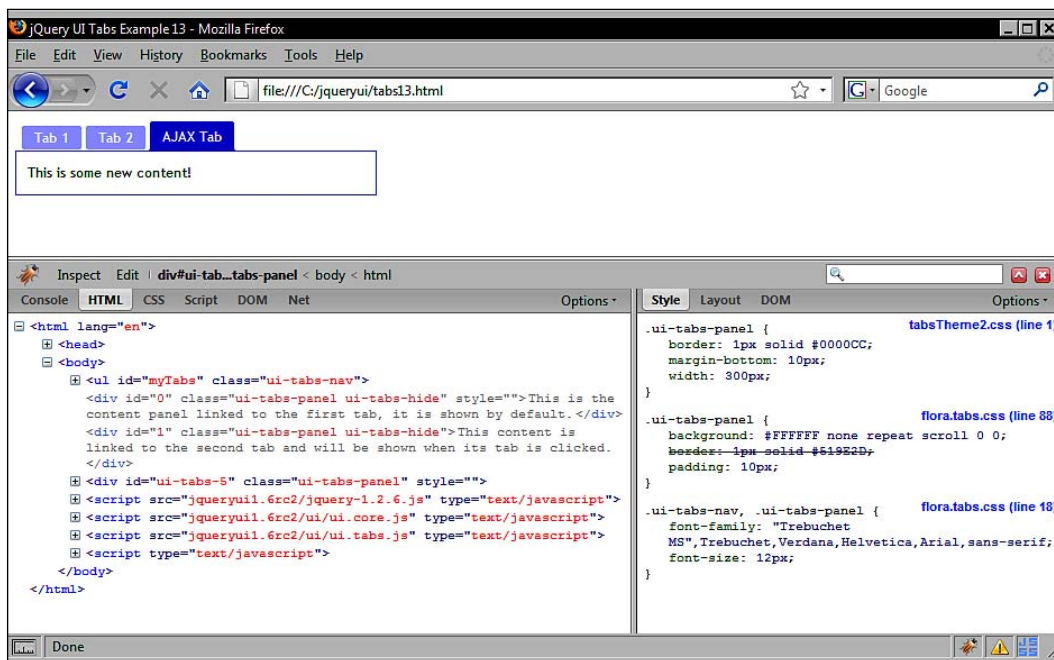 jQuery UI Tabs Example 13 - Mozilla Firefox
File Edit View History Bookmarks Tools Help
file:///C:/jqueryui/tabs13.html
G Google
Tab 1 Tab 2 AJAX Tab
This is some new content!
Inspect Edit div#ui-tab...tabs-panel < body < html
Console HTML CSS Script DOM Net Options
<html lang="en">
<head>
<body>
<ul id="myTabs" class="ui-tabs-nav">
<div id="0" class="ui-tabs-panel ui-tabs-hide" style="">This is the
content panel linked to the first tab, it is shown by default.</div>
<div id="1" class="ui-tabs-panel ui-tabs-hide">This content is
linked to the second tab and will be shown when its tab is clicked.
</div>
<div id="ui-tabs-5" class="ui-tabs-panel" style="">
<script src="jqueryui1.6rc2/jquery-1.2.6.js" type="text/javascript">
<script src="jqueryui1.6rc2/ui/ui.core.js" type="text/javascript">
<script src="jqueryui1.6rc2/ui/ui.tabs.js" type="text/javascript">
<script type="text/javascript">
</body>
</html>
Style Layout DOM Options
.ui-tabs-panel { tabsTheme2.css (line 1)
border: 1px solid #0000CC;
margin-bottom: 10px;
width: 300px;
}
.ui-tabs-panel { flora.tabs.css (line 88)
background: #FFFFFF none repeat scroll 0 0;
border: 1px solid #519E2D;
padding: 10px;
}
.ui-tabs-nav, .ui-tabs-panel { flora.tabs.css (line 18)
font-family: "Trebuchet
MS",Trebuchet,Verdana,Helvetica,Arial,sans-serif;
font-size: 12px;
}
Done
JS
SS